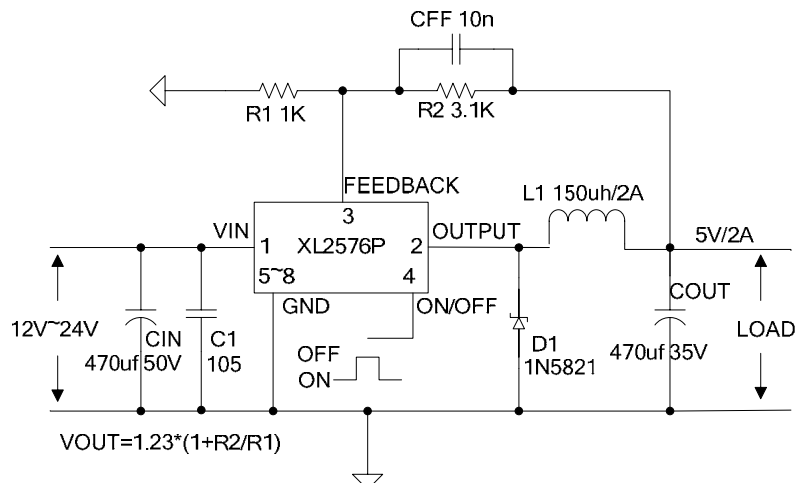 CFF 10n
R1 1K
R2 3.1K
FEEDBACK
L1 150uh/2A
3
VIN
OUTPUT
5V/2A
1
XL2576P
2
5~8
4
GND
ON/OFF
COUT
12V~24V
CIN
470uf 50V
C1
105
OFF
ON
D1
1N5821
470uf 35V
LOAD
VOUT=1.23*(1+R2/R1)